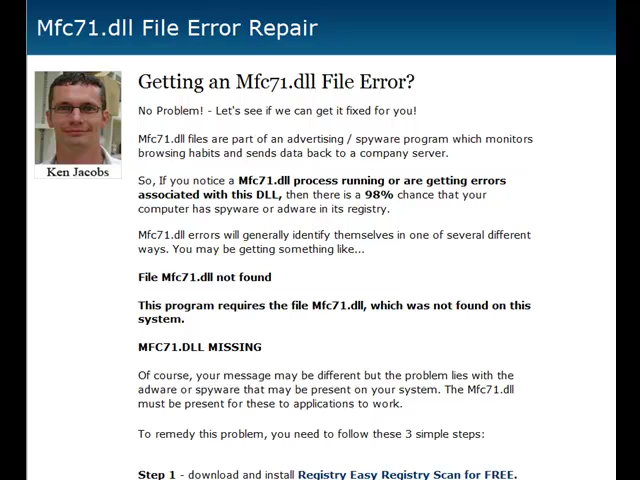 Mfc71.dll File Error Repair
Getting an Mfc71.dll File Error?
No Problem! - Let's see if we can get it fixed for you!
Mfc71.dll files are part of an advertising / spyware program which monitors
browsing habits and sends data back to a company server.
Ken Jacobs
So, If you notice a Mfc71.dll process running or are getting errors
associated with this DLL, then there is a 98% chance that your
computer has spyware or adware in its registry.
Mfc71.dll errors will generally identify themselves in one of several different
ways. You may be getting something like...
File Mfc71.dll not found
This program requires the file Mfc71.dll, which was not found on this
system.
MFC71.DLL MISSING
Of course, your message may be different but the problem lies with the
adware or spyware that may be present on your system. The Mfc71.dll
must be present for these to applications to work.
To remedy this problem, you need to follow these 3 simple steps:
Step 1 - download and install Registry Easy Registry Scan for FREE.